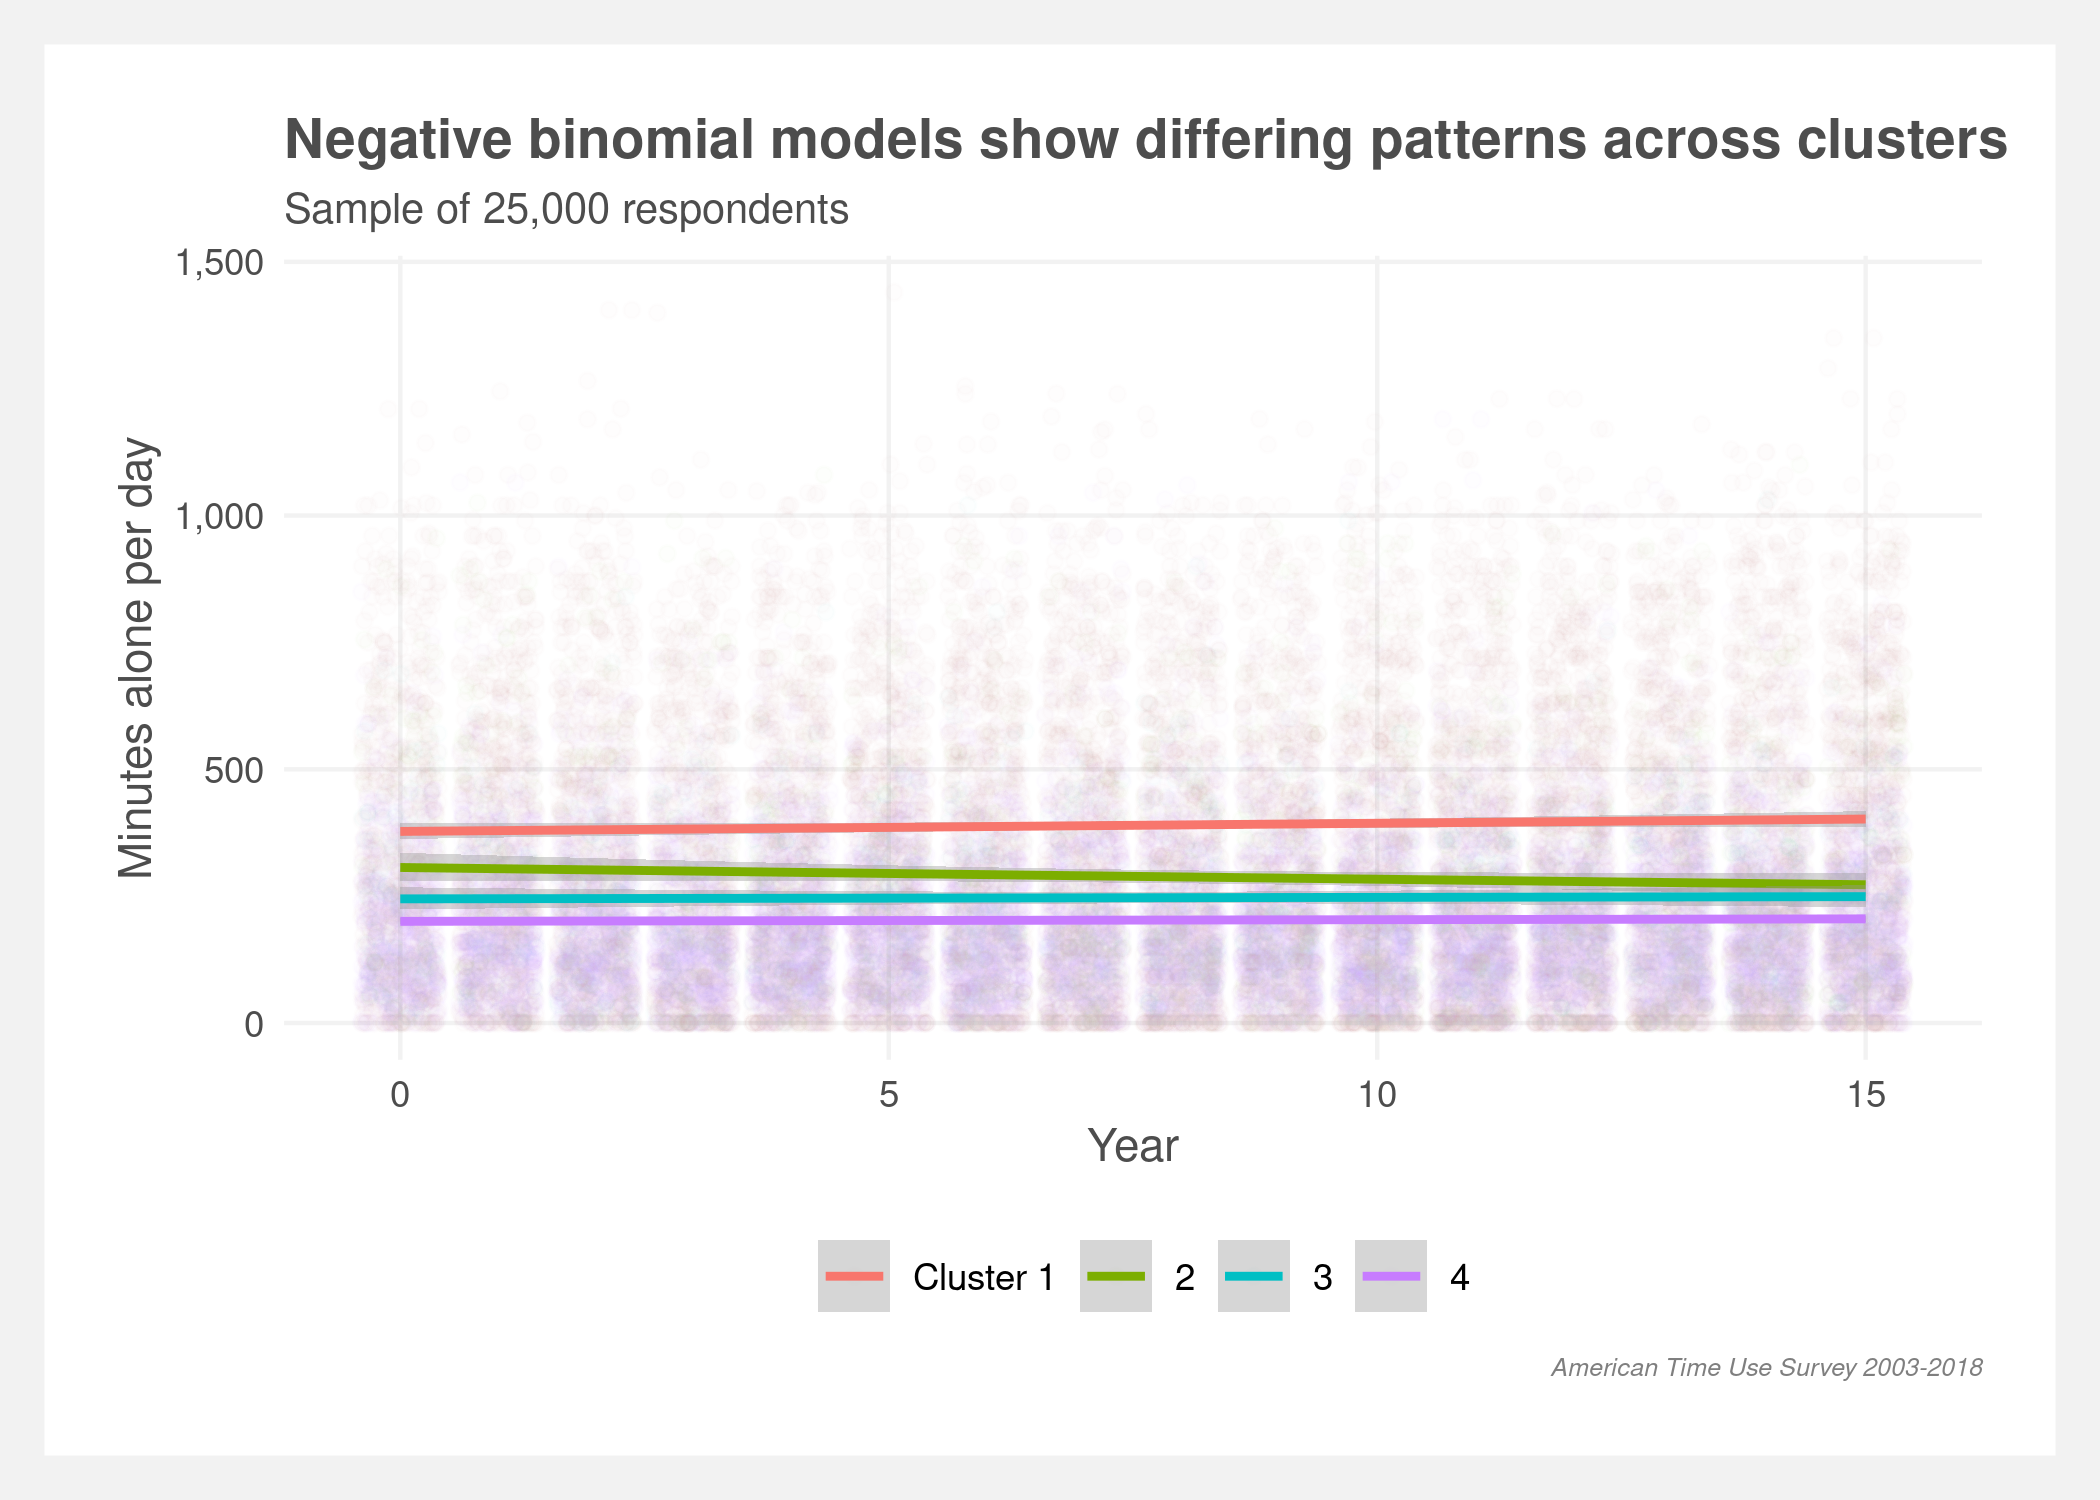 Negative binomial models show differing patterns across clusters
Sample of 25,000 respondents
1,500
1,000
500
0
Minutes alone per day
0 5 10 15
Year
Cluster 1 2 3 4
American Time Use Survey 2003-2018